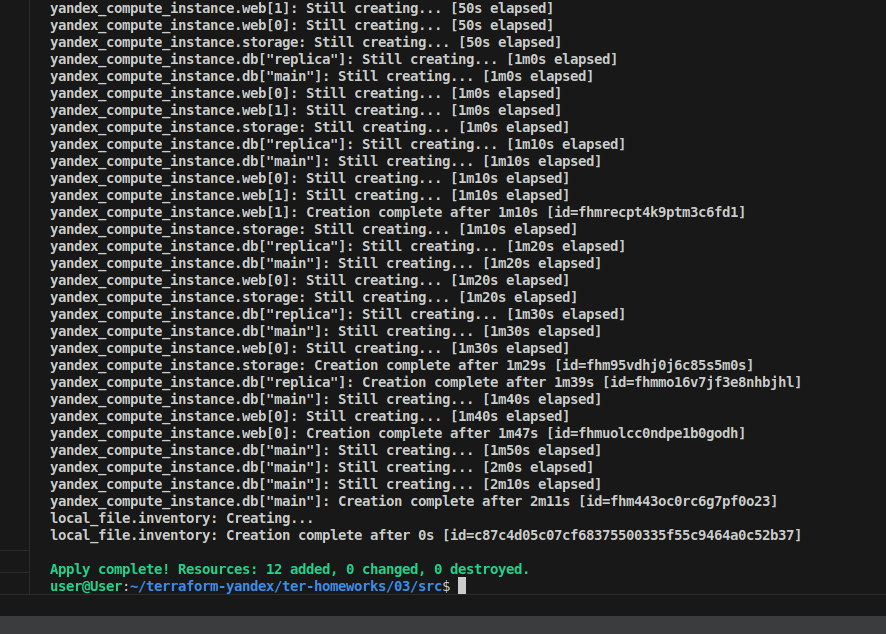 yandex_compute_instance.web[1]: Still creating... [50s elapsed]
yandex_compute_instance.web[0]: Still creating... [50s elapsed]
yandex_compute_instance.storage: Still creating... [50s elapsed]
yandex_compute_instance.db["replica"]: Still creating... [1m0s elapsed]
yandex_compute_instance.db["main"]: Still creating... [1m0s elapsed]
yandex_compute_instance.web[0]: Still creating... [1m0s elapsed]
yandex_compute_instance.web[1]: Still creating... [1m0s elapsed]
yandex_compute_instance.storage: Still creating... [1m0s elapsed]
yandex_compute_instance.db["replica"]: Still creating... [1m10s elapsed]
yandex_compute_instance.db["main"]: Still creating... [1m10s elapsed]
yandex_compute_instance.web[0]: Still creating... [1m10s elapsed]
yandex_compute_instance.web[1]: Still creating... [1m10s elapsed]
yandex_compute_instance.web[1]: Creation complete after 1m10s [id=fhmrecpt4k9ptm3c6fd1]
yandex_compute_instance.storage: Still creating... [1m10s elapsed]
yandex_compute_instance.db["replica"]: Still creating... [1m20s elapsed]
yandex_compute_instance.db["main"]: Still creating... [1m20s elapsed]
yandex_compute_instance.web[0]: Still creating... [1m20s elapsed]
yandex_compute_instance.storage: Still creating... [1m20s elapsed]
yandex_compute_instance.db["replica"]: Still creating... [1m30s elapsed]
yandex_compute_instance.db["main"]: Still creating... [1m30s elapsed]
yandex_compute_instance.web[0]: Still creating... [1m30s elapsed]
yandex_compute_instance.storage: Creation complete after 1m29s [id=fhm95vdhj0j6c85s5m0s]
yandex_compute_instance.db["replica"]: Creation complete after 1m39s [id=fhmmo16v7jf3e8nhbjhl]
yandex_compute_instance.db["main"]: Still creating... [1m40s elapsed]
yandex_compute_instance.web[0]: Still creating... [1m40s elapsed]
yandex_compute_instance.web[0]: Creation complete after 1m47s [id=fhmuolcc0ndpe1b0godh]
yandex_compute_instance.db["main"]: Still creating... [1m50s elapsed]
yandex_compute_instance.db["main"]: Still creating... [2m0s elapsed]
yandex_compute_instance.db["main"]: Still creating... [2m10s elapsed]
yandex_compute_instance.db["main"]: Creation complete after 2m11s [id=fhm443oc0rc6g7pf0o23]
local_file.inventory: Creating...
local_file.inventory: Creation complete after 0s [id=c87c4d05c07cf68375500335f55c9464a0c52b37]
Apply complete! Resources: 12 added, 0 changed, 0 destroyed.
user@User:~/terraform-yandex/ter-homeworks/03/src$